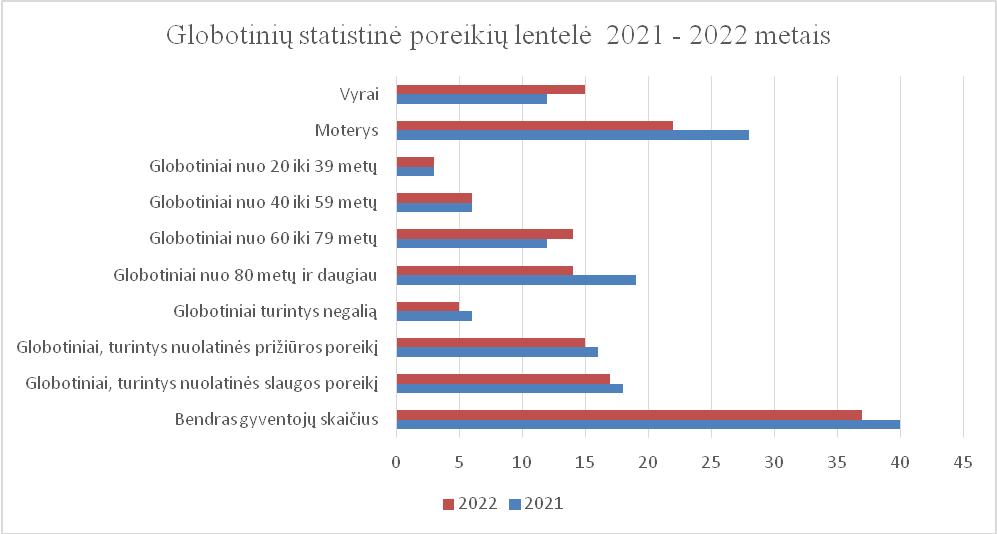 Globotinių statistinė poreikių lentelė 2021 - 2022 metais
Vyrai
Moterys
Globotiniai nuo 20 iki 39 metų
Globotiniai nuo 40 iki 59 metų
Globotiniai nuo 60 iki 79 metų
Globotiniai nuo 80 metų ir daugiau
Globotiniai turintys negalią
Globotiniai, turintys nuolatinės prižiūros poreikį
Globotiniai, turintys nuolatinės slaugos poreikį
Bendras gyventojų skaičius
0 5 10 15 20 25 30 35 40 45
2022 2021